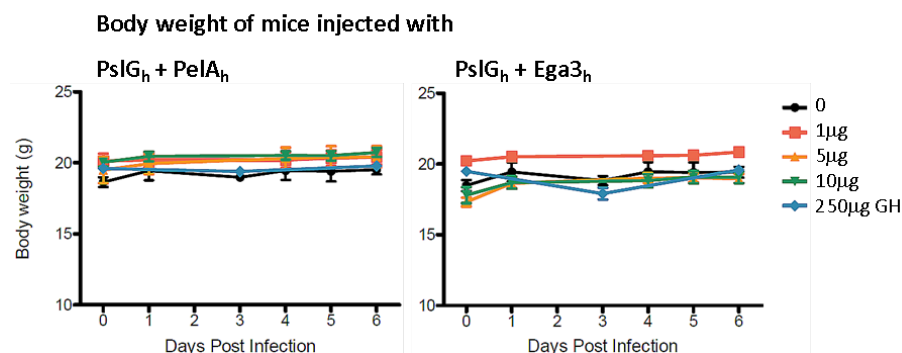 Body weight of mice injected with
PslGh + PelAh
PslGh + Ega3h
25
20
15
10
Body weight (g)
0 1 2 3 4 5 6
Days Post Infection
25
20
15
10
0 1 2 3 4 5 6
Days Post Infection
0
1μg
5μg
10μg
250μg GH